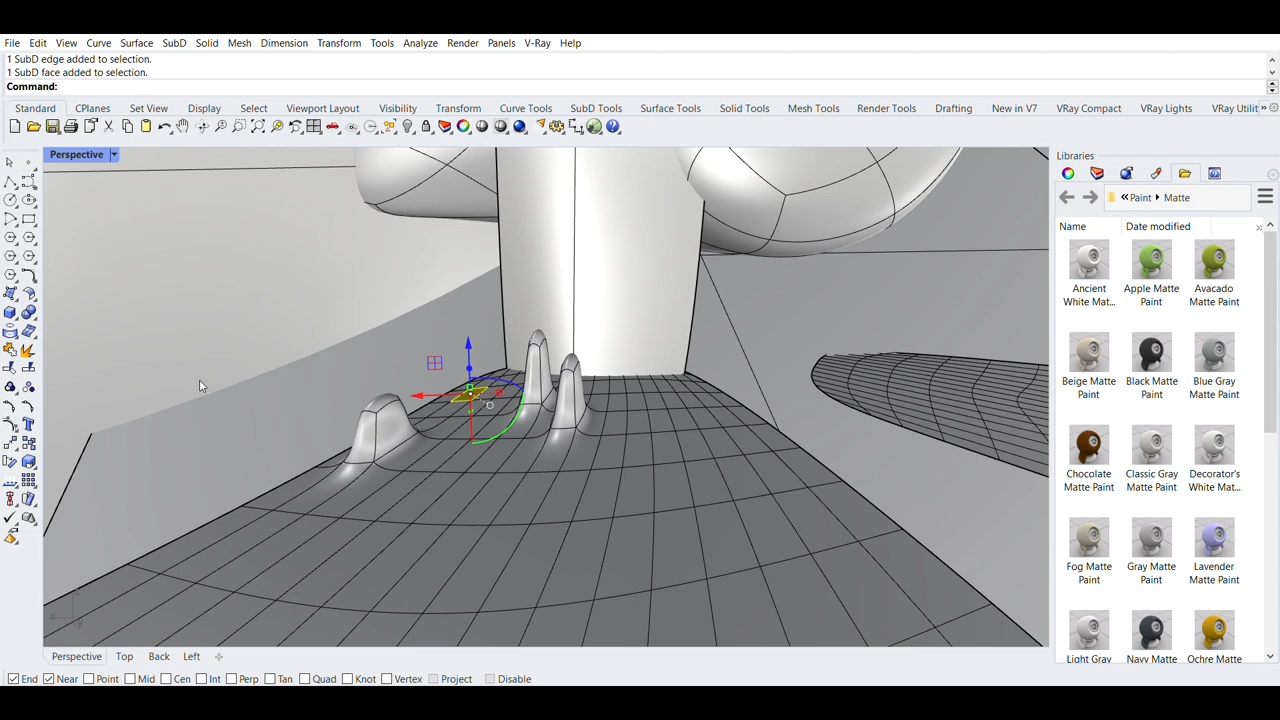 File Edit View Curve Surface SubD Solid Mesh Dimension Transform Tools Analyze Render Panels V-Ray Help
1 SubD edge added to selection.
1 SubD face added to selection.
Command:
Standard CPlanes Set View Display Select Viewport Layout Visibility Transform Curve Tools SubD Tools Surface Tools Solid Tools Mesh Tools Render Tools Drafting New in V7 VRay Compact VRay Lights VRay Utilit
Perspective
Libraries
Paint Matte
Name Date modified
Ancient Apple Matte Avacado
White Mat... Paint Matte Paint
Beige Matte Black Matte Blue Gray
Paint Paint Matte Paint
Chocolate Classic Gray Decorator's
Matte Paint Matte Paint White Mat...
Fog Matte Gray Matte Lavender
Paint Paint Matte Paint
Light Gray Navy Matte Ochre Matte
x y
Perspective Top Back Left
End Near Point Mid Cen Int Perp Tan Quad Knot Vertex Project Disable